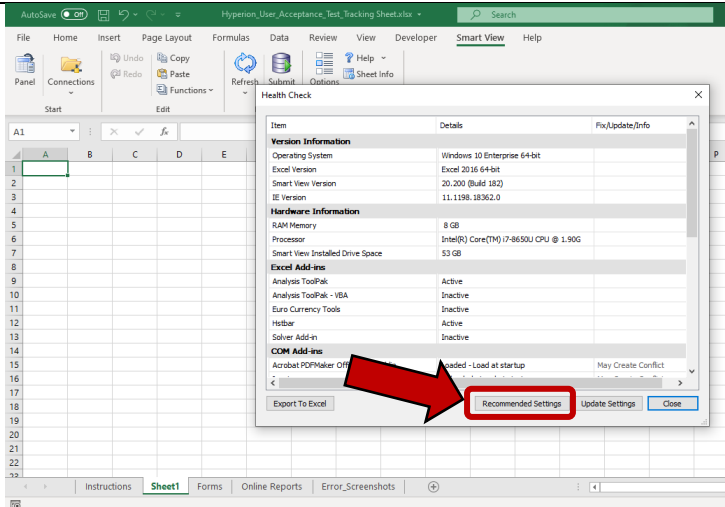 AutoSave Off Hyperion_User_Acceptance_Test_Tracking Sheet.xlsx Search
File Home Insert Page Layout Formulas Data Review View Developer Smart View Help
Undo Copy Help
Redo Paste Sheet Info
Panel Connections Functions Refresh Submit Options
Start Edit
Health Check
A1 fx
Item Details Fix/Update/Info
A B C D E P
Version Information
Operating System Windows 10 Enterprise 64-bit
Excel Version Excel 2016 64-bit
Smart View Version 20.200 (Build 182)
IE Version 11.1198.18362.0
Hardware Information
RAM Memory 8 GB
Processor Intel(R) Core(TM) i7-8650U CPU @ 1.90G
Smart View Installed Drive Space 53 GB
Excel Add-ins
Analysis ToolPak Active
Analysis ToolPak - VBA Inactive
Euro Currency Tools Inactive
Hstbar Active
Solver Add-in Inactive
COM Add-ins
Acrobat PDFMaker Loaded - Load at startup May Create Conflict
Export To Excel Recommended Settings Update Settings Close
1
2
3
4
5
6
7
8
9
10
11
12
13
14
15
16
17
18
19
20
21
22
23
Instructions Sheet1 Forms Online Reports Error_Screenshots